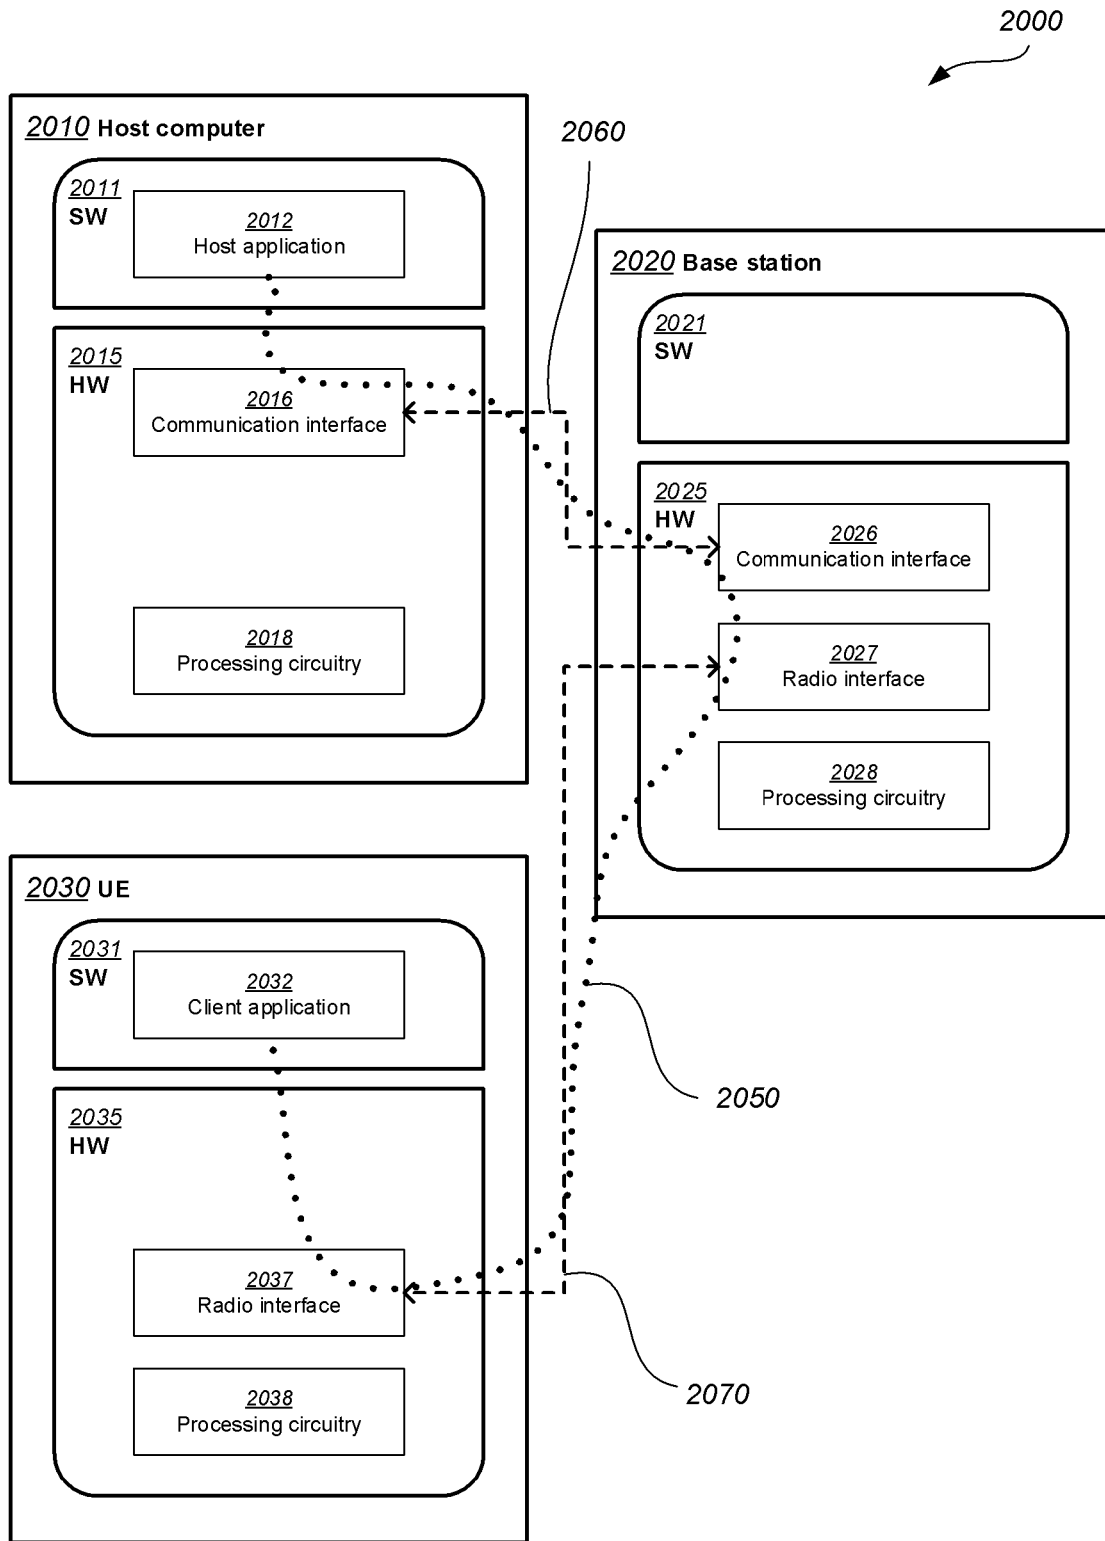 2000
2010 Host computer
2011
SW
2012
Host application
2015
HW
2016
Communication interface
2018
Processing circuitry
2060
2020 Base station
2021
SW
2025
HW
2026
Communication interface
2027
Radio interface
2028
Processing circuitry
2030 UE
2031
SW
2032
Client application
2035
HW
2037
Radio interface
2038
Processing circuitry
2050
2070